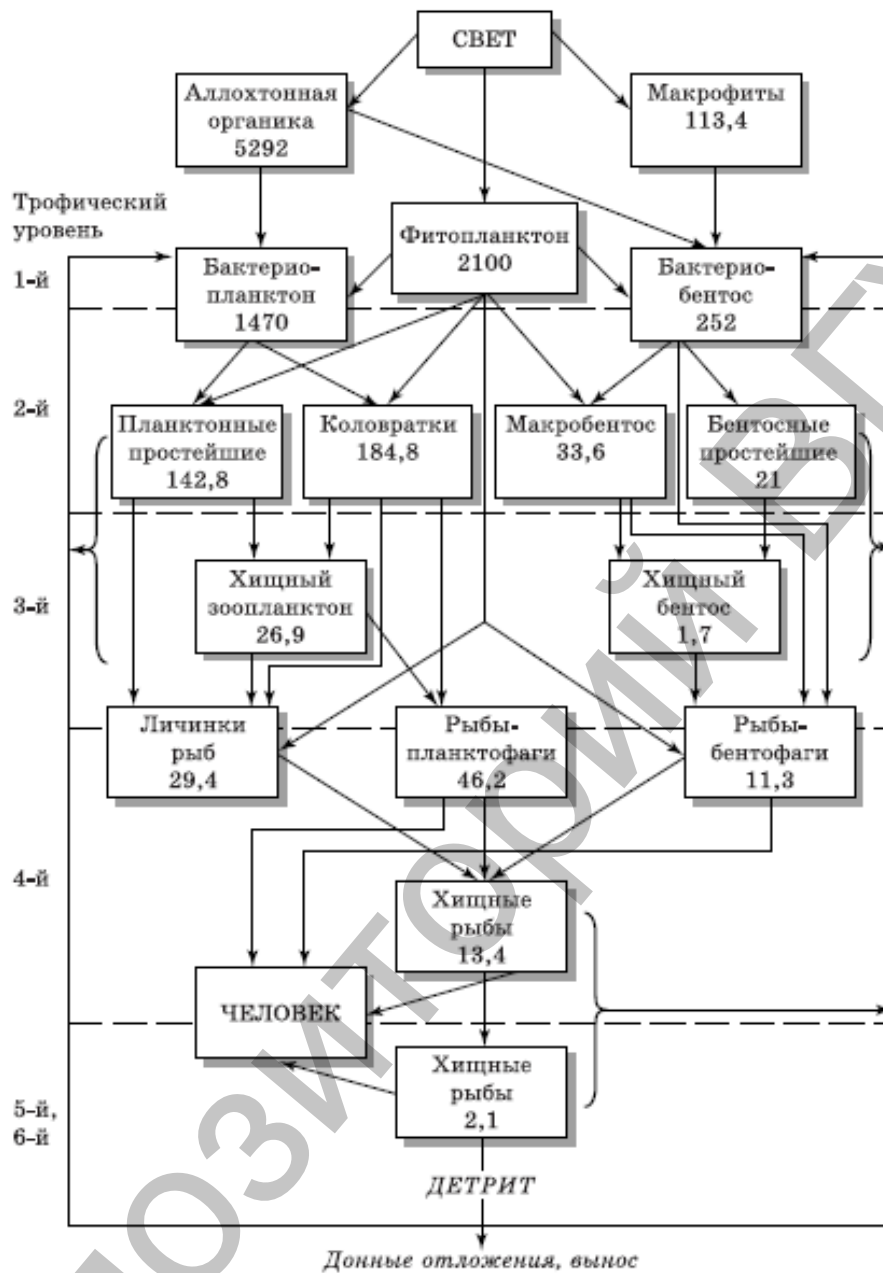 СВЕТ
Аллохтонная
органика
5292
Макрофиты
113,4
Трофический
уровень
Фитопланктон
2100
1-й
Бактерио-
планктон
1470
Бактерио-
бентос
252
2-й
Планктонные
простейшие
142,8
Коловратки
184,8
Макробентос
33,6
Бентосные
простейшие
21
3-й
Хищный
зоопланктон
26,9
Хищный
бентос
1,7
Личинки
рыб
29,4
Рыбы-
планктофаги
46,2
Рыбы-
бентофаги
11,3
4-й
Хищные
рыбы
13,4
ЧЕЛОВЕК
5-й,
6-й
Хищные
рыбы
2,1
ДЕТРИТ
Донные отложения, вынос